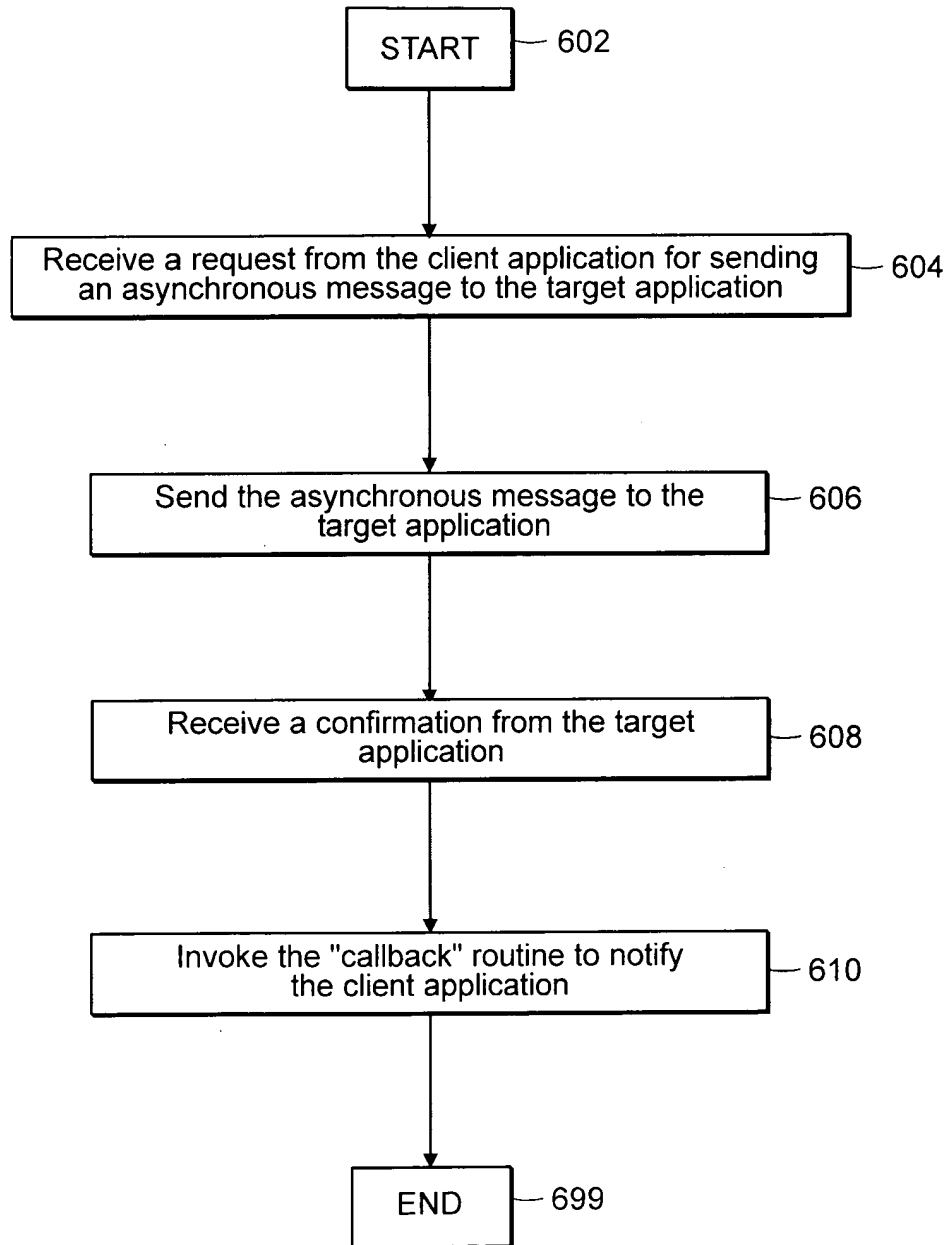 START
602
Receive a request from the client application for sending
an asynchronous message to the target application
604
Send the asynchronous message to the
target application
606
Receive a confirmation from the target
application
608
Invoke the "callback" routine to notify
the client application
610
END
699